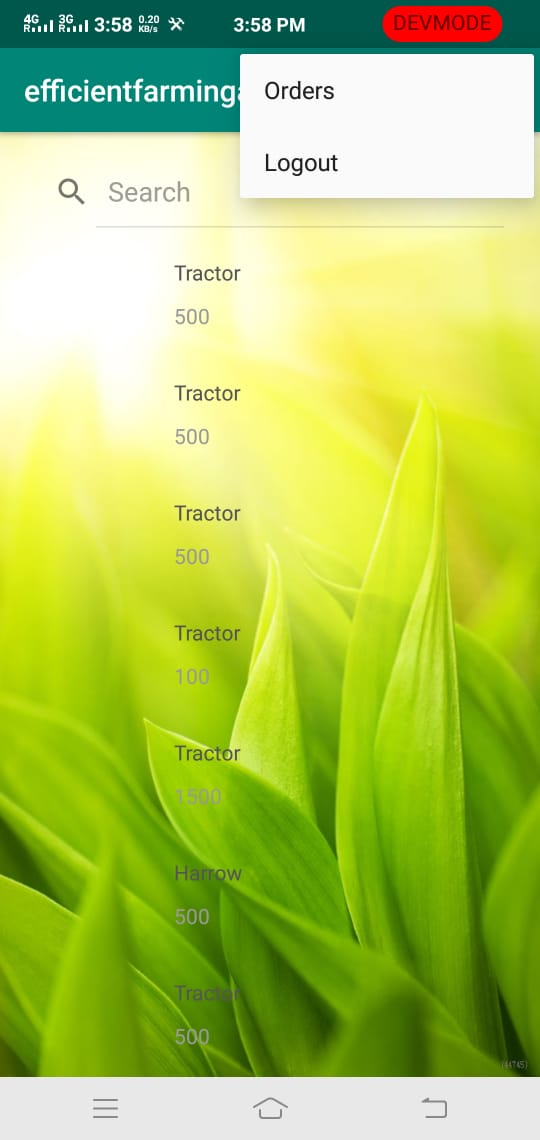 4G R 3G R 3:58 0.20 KB/s 3:58 PM DEVMODE
efficientfarminga
Orders
Logout
Search
Tractor
500
Tractor
500
Tractor
500
Tractor
100
Tractor
1500
Harrow
500
Tractor
500
(44745)